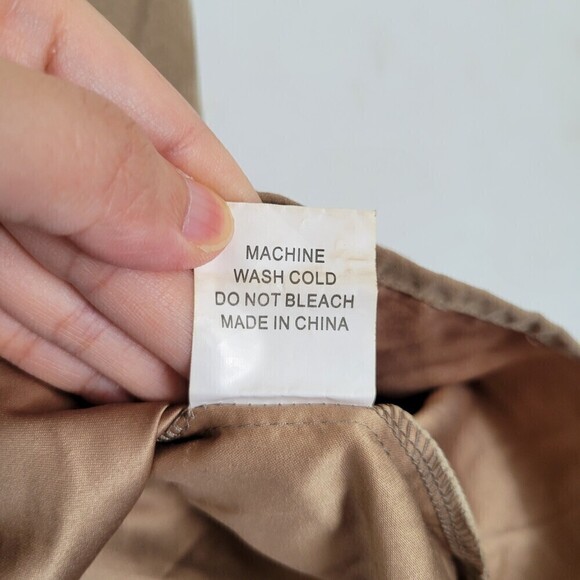 MACHINE
WASH COLD
DO NOT BLEACH
MADE IN CHINA